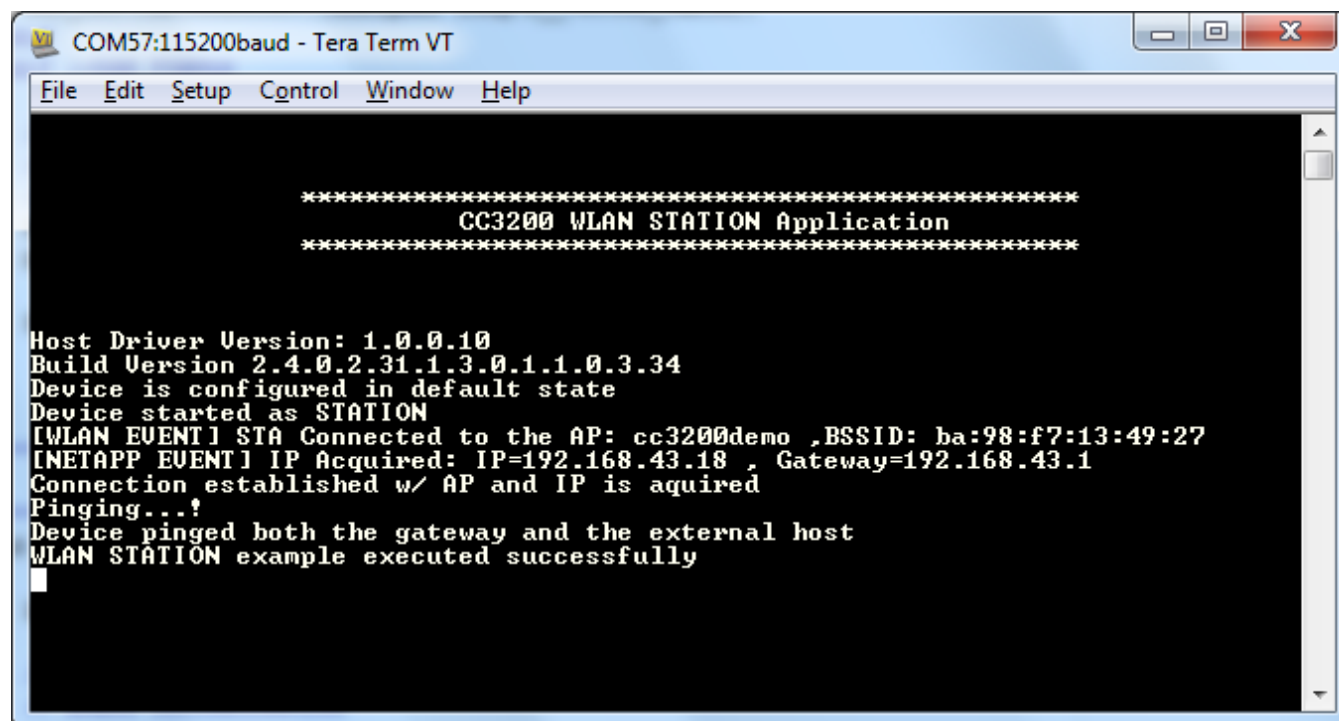 COM57:115200baud - Tera Term VT
File Edit Setup Control Window Help
*************************************************
CC3200 WLAN STATION Application
*************************************************
Host Driver Version: 1.0.0.10
Build Version 2.4.0.2.31.1.3.0.1.1.0.3.34
Device is configured in default state
Device started as STATION
[WLAN EVENT] STA Connected to the AP: cc3200demo ,BSSID: ba:98:f7:13:49:27
[NETAPP EVENT] IP Acquired: IP=192.168.43.18 , Gateway=192.168.43.1
Connection established w/ AP and IP is aquired
Pinging...!
Device pinged both the gateway and the external host
WLAN STATION example executed successfully